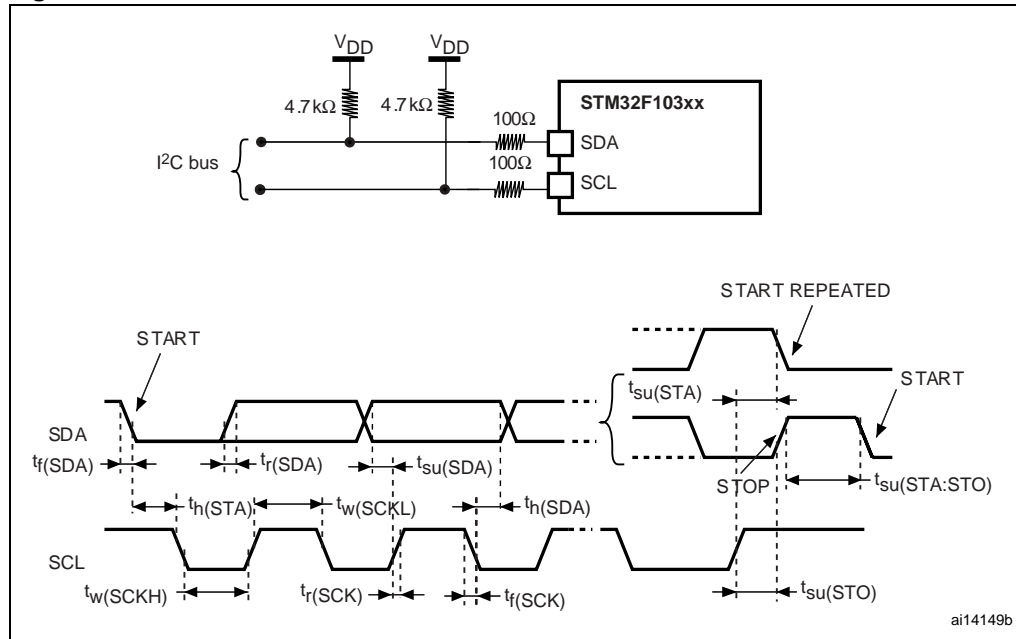 VDD
VDD
4.7kΩ
4.7kΩ
100Ω
STM32F103xx
SDA
I²C bus
100Ω
SCL
START REPEATED
START
START
tsu(STA)
SDA
tf(SDA)
tr(SDA)
tsu(SDA)
STOP
tsu(STA:STO)
th(STA)
tw(SCKL)
th(SDA)
SCL
tw(SCKH)
tr(SCK)
tf(SCK)
tsu(STO)
ai14149b